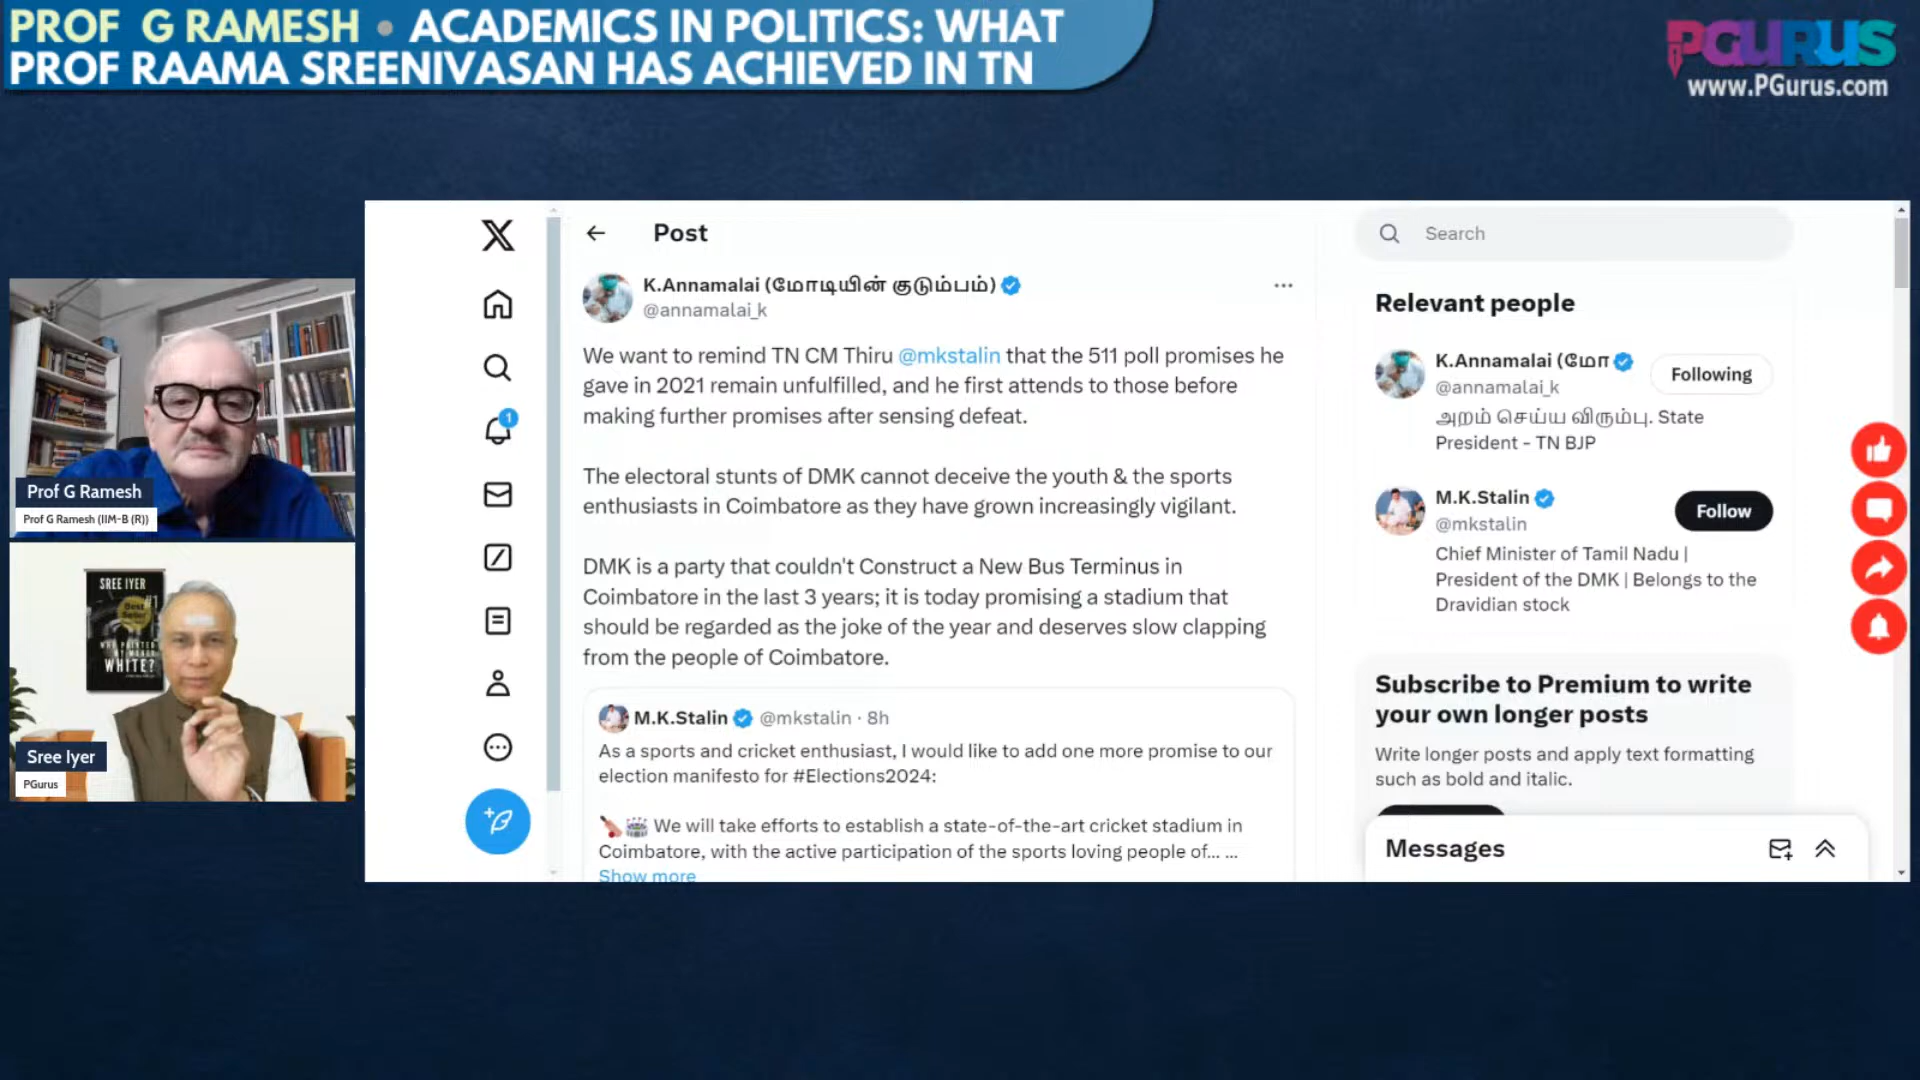 PROF G RAMESH • ACADEMICS IN POLITICS: WHAT
PROF RAAMA SREENIVASAN HAS ACHIEVED IN TN
PGURUS
www.PGurus.com
Prof G Ramesh
Prof G Ramesh (IIM-B (R))
SREE IYER
#1
Best
Seller
WHO PAINTED
MY MONEY
WHITE?
Sree Iyer
PGurus
1
Post
K.Annamalai (மோடியின் குடும்பம்)
@annamalai_k
We want to remind TN CM Thiru @mkstalin that the 511 poll promises he
gave in 2021 remain unfulfilled, and he first attends to those before
making further promises after sensing defeat.
The electoral stunts of DMK cannot deceive the youth & the sports
enthusiasts in Coimbatore as they have grown increasingly vigilant.
DMK is a party that couldn't Construct a New Bus Terminus in
Coimbatore in the last 3 years; it is today promising a stadium that
should be regarded as the joke of the year and deserves slow clapping
from the people of Coimbatore.
M.K.Stalin @mkstalin · 8h
As a sports and cricket enthusiast, I would like to add one more promise to our
election manifesto for #Elections2024:
🏏🏟️ We will take efforts to establish a state-of-the-art cricket stadium in
Coimbatore, with the active participation of the sports loving people of... ...
Show more
Search
Relevant people
K.Annamalai (மோ
@annamalai_k
Following
அறம் செய்ய விரும்பு. State
President - TN BJP
M.K.Stalin
@mkstalin
Follow
Chief Minister of Tamil Nadu |
President of the DMK | Belongs to the
Dravidian stock
Subscribe to Premium to write
your own longer posts
Write longer posts and apply text formatting
such as bold and italic.
Messages